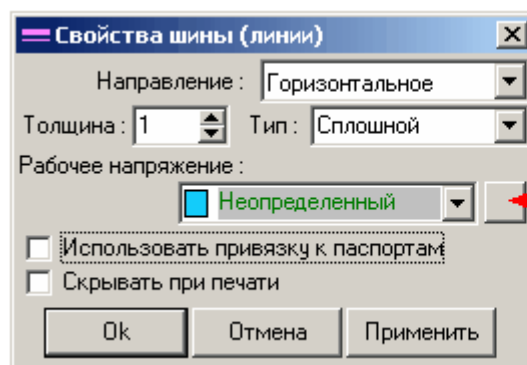 Свойства шины (линии)
Направление : Горизонтальное
Толщина : 1 Тип : Сплошной
Рабочее напряжение :
Неопределенный
Использовать привязку к паспортам
Скрывать при печати
Ok Отмена Применить